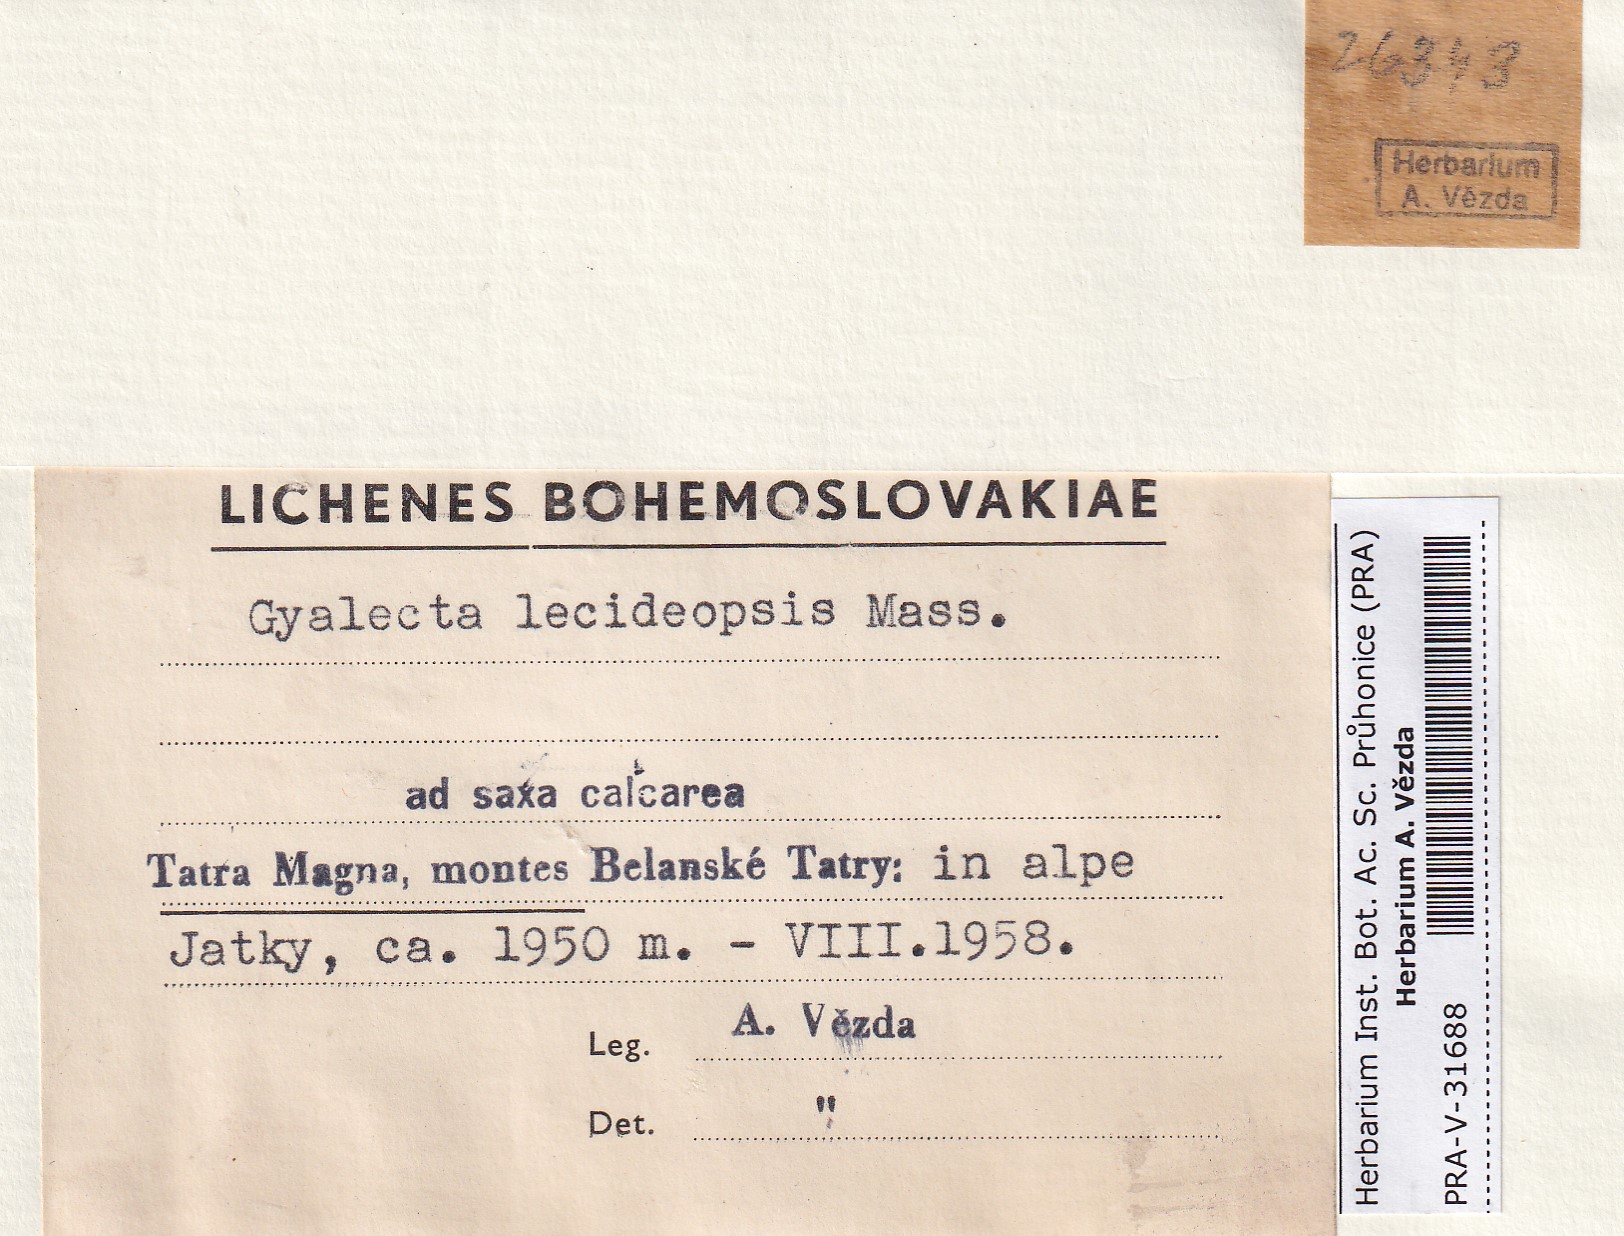 26343
Herbarium
A. Vězda
LICHENES BOHEMOSLOVAKIAE
Gyalecta lecideopsis Mass.
ad saxa calcarea
Tatra Magna, montes Belanské Tatry: in alpe
Jatky, ca. 1950 m. - VIII.1958.
Leg. A. Vězda
Det. "
Herbarium Inst. Bot. Ac. Sc. Průhonice (PRA)
Herbarium A. Vězda
PRA-V-31688